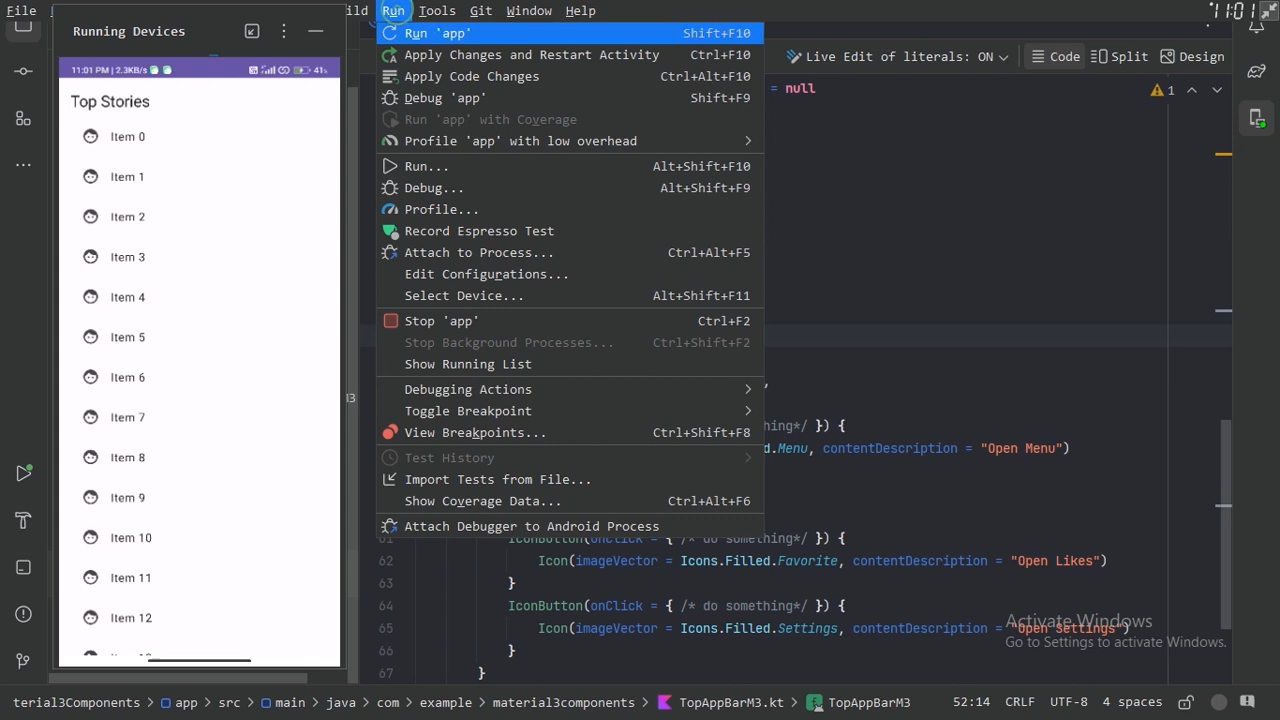 File
ild
Run
Tools
Git
Window
Help
11:01
Running Devices
11:01 PM | 2.3KB/s
41%
Top Stories
Item 0
Item 1
Item 2
Item 3
Item 4
Item 5
Item 6
Item 7
Item 8
Item 9
Item 10
Item 11
Item 12
Run 'app' Shift+F10
Apply Changes and Restart Activity Ctrl+F10
Apply Code Changes Ctrl+Alt+F10
Debug 'app' Shift+F9
Run 'app' with Coverage
Profile 'app' with low overhead
Run... Alt+Shift+F10
Debug... Alt+Shift+F9
Profile...
Record Espresso Test
Attach to Process... Ctrl+Alt+F5
Edit Configurations...
Select Device... Alt+Shift+F11
Stop 'app' Ctrl+F2
Stop Background Processes... Ctrl+Shift+F2
Show Running List
Debugging Actions
Toggle Breakpoint
View Breakpoints... Ctrl+Shift+F8
Test History
Import Tests from File...
Show Coverage Data... Ctrl+Alt+F6
Attach Debugger to Android Process
Live Edit of literals: ON
Code
Split
Design
= null
1
M3
,
hing*/ }) {
d.Menu, contentDescription = "Open Menu")
61 IconButton(onClick = { /* do something*/ }) {
62 Icon(imageVector = Icons.Filled.Favorite, contentDescription = "Open Likes")
63 }
64 IconButton(onClick = { /* do something*/ }) {
65 Icon(imageVector = Icons.Filled.Settings, contentDescription = "Open Settings")
66 }
67 }
Activate Windows
Go to Settings to activate Windows.
terial3Components > app > src > main > java > com > example > material3components > TopAppBarM3.kt > TopAppBarM3
52:14 CRLF UTF-8 4 spaces